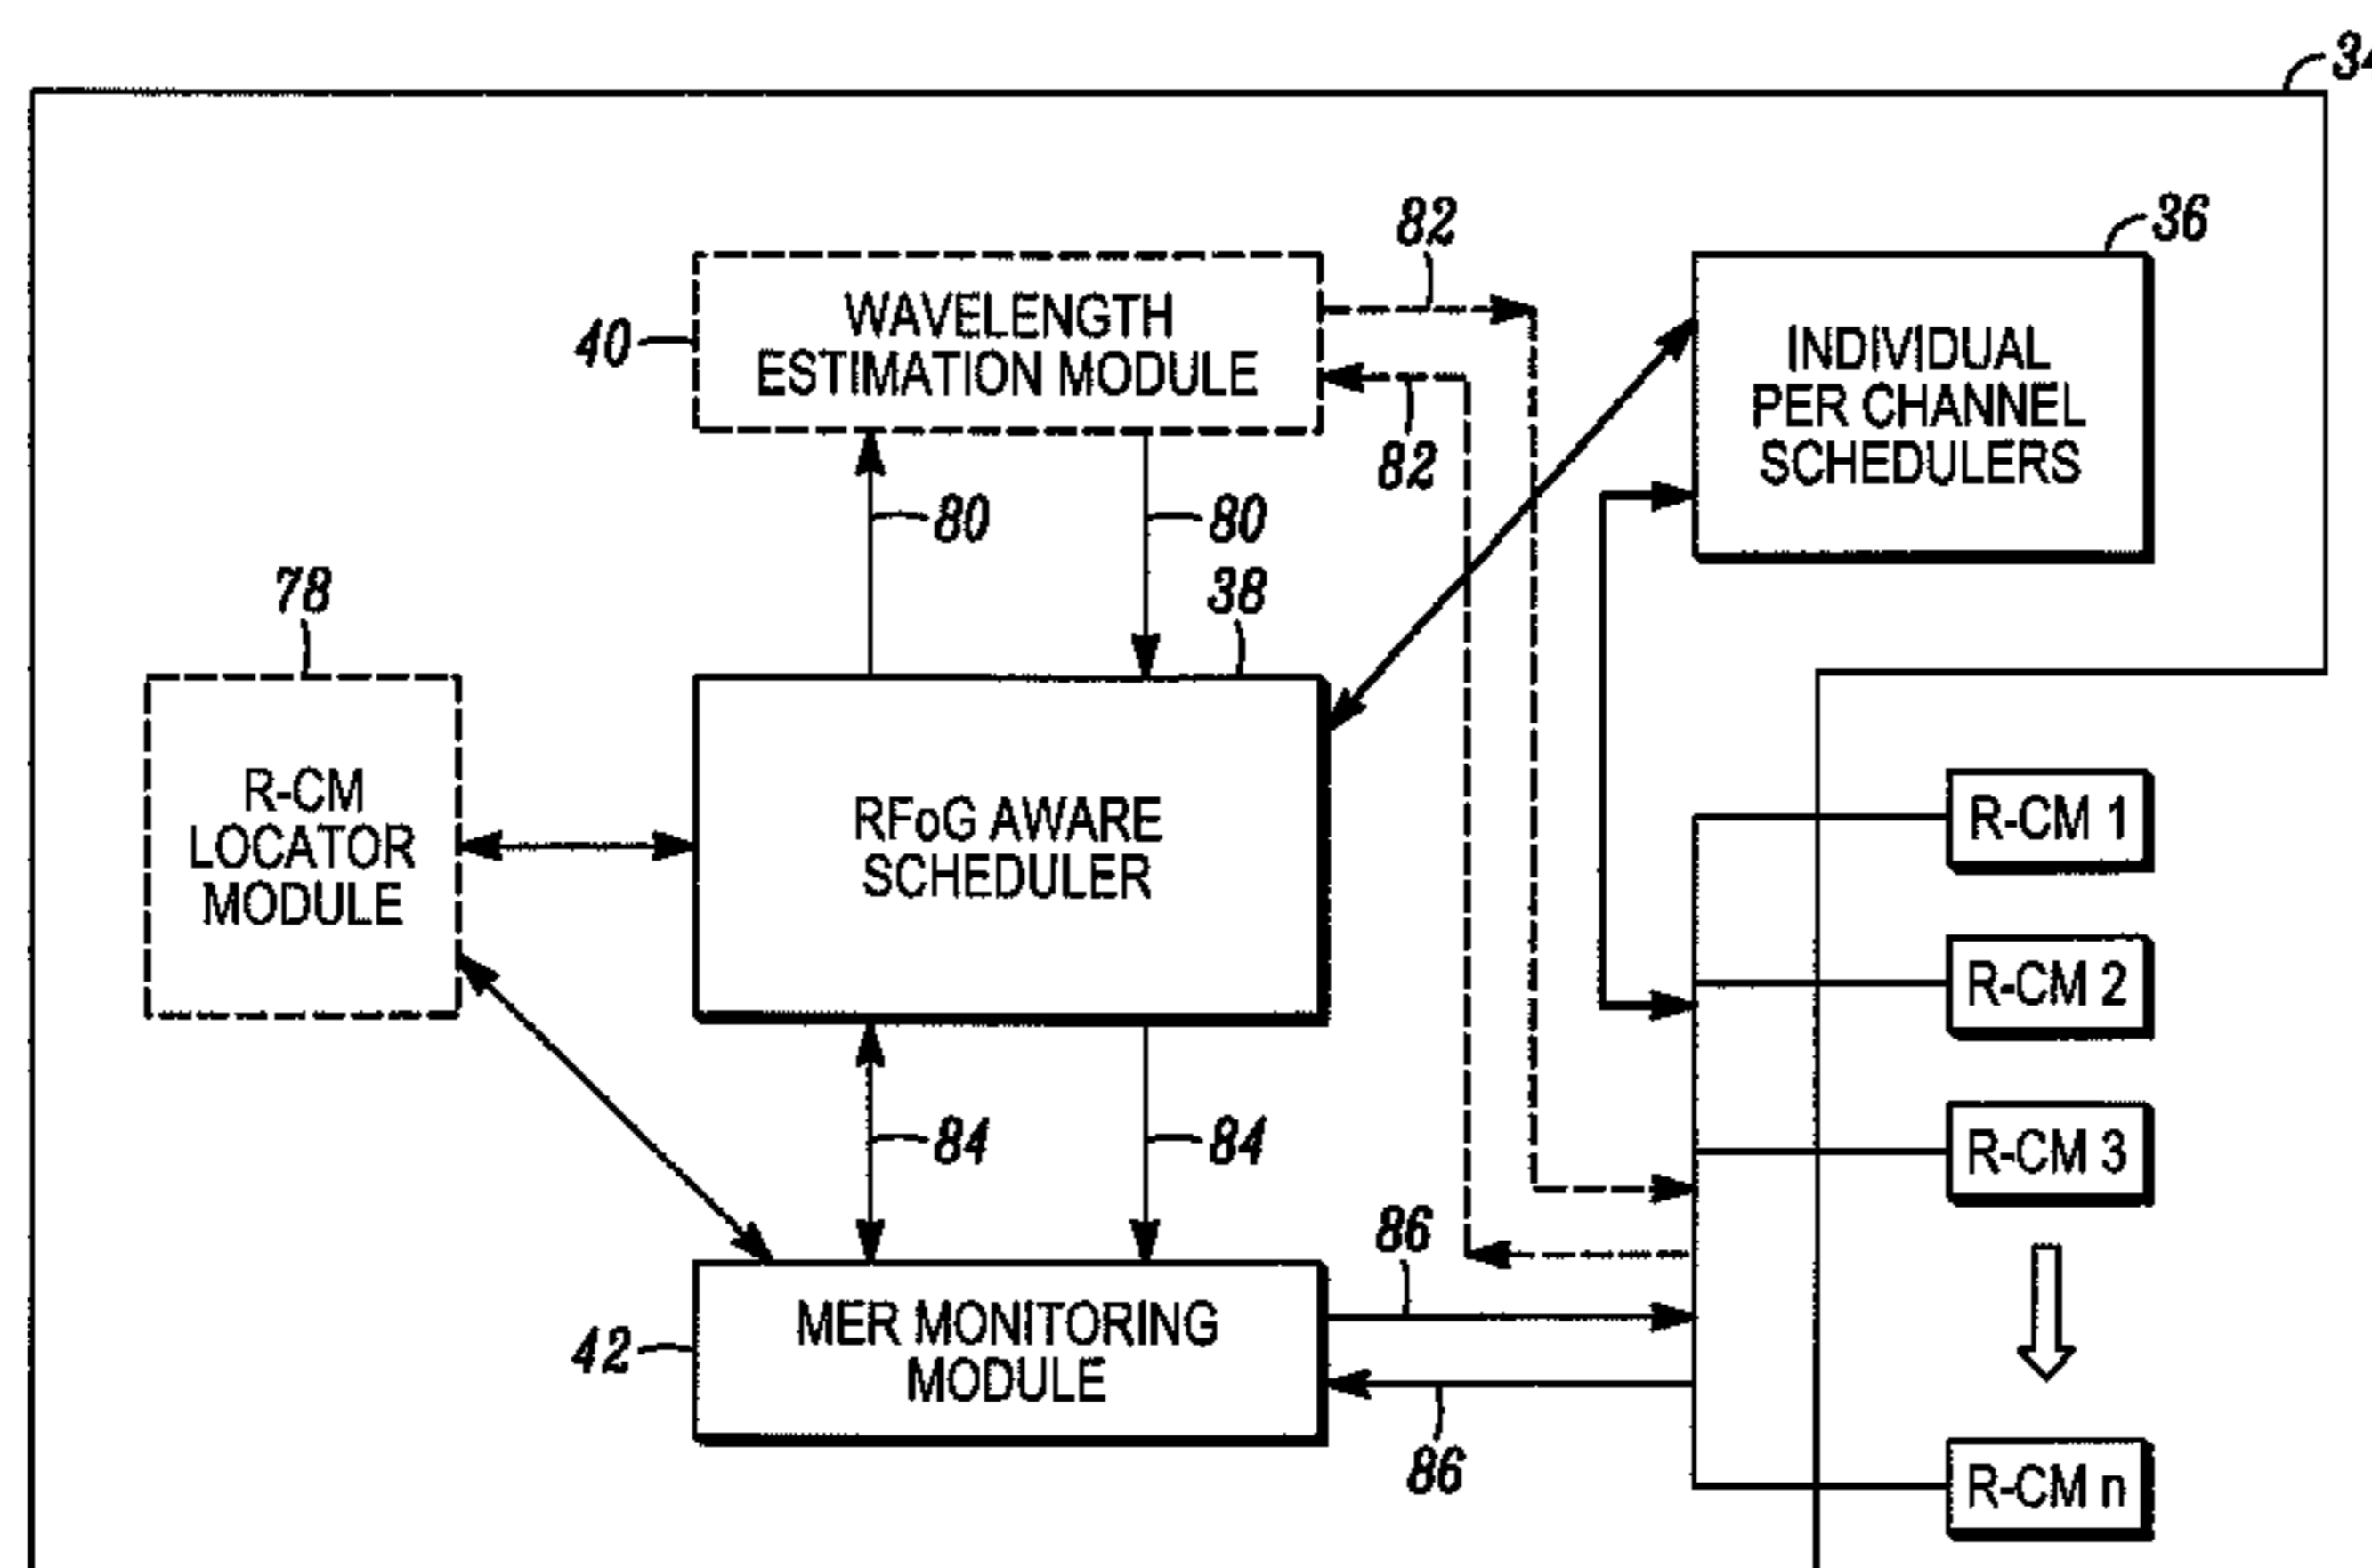 34
82
36
WAVELENGTH
ESTIMATION MODULE
40
82
INDIVIDUAL
PER CHANNEL
SCHEDULERS
80
80
78
38
R-CM
LOCATOR
MODULE
RFoG AWARE
SCHEDULER
R-CM 1
R-CM 2
R-CM 3
84
84
86
MER MONITORING
MODULE
42
86
R-CM n